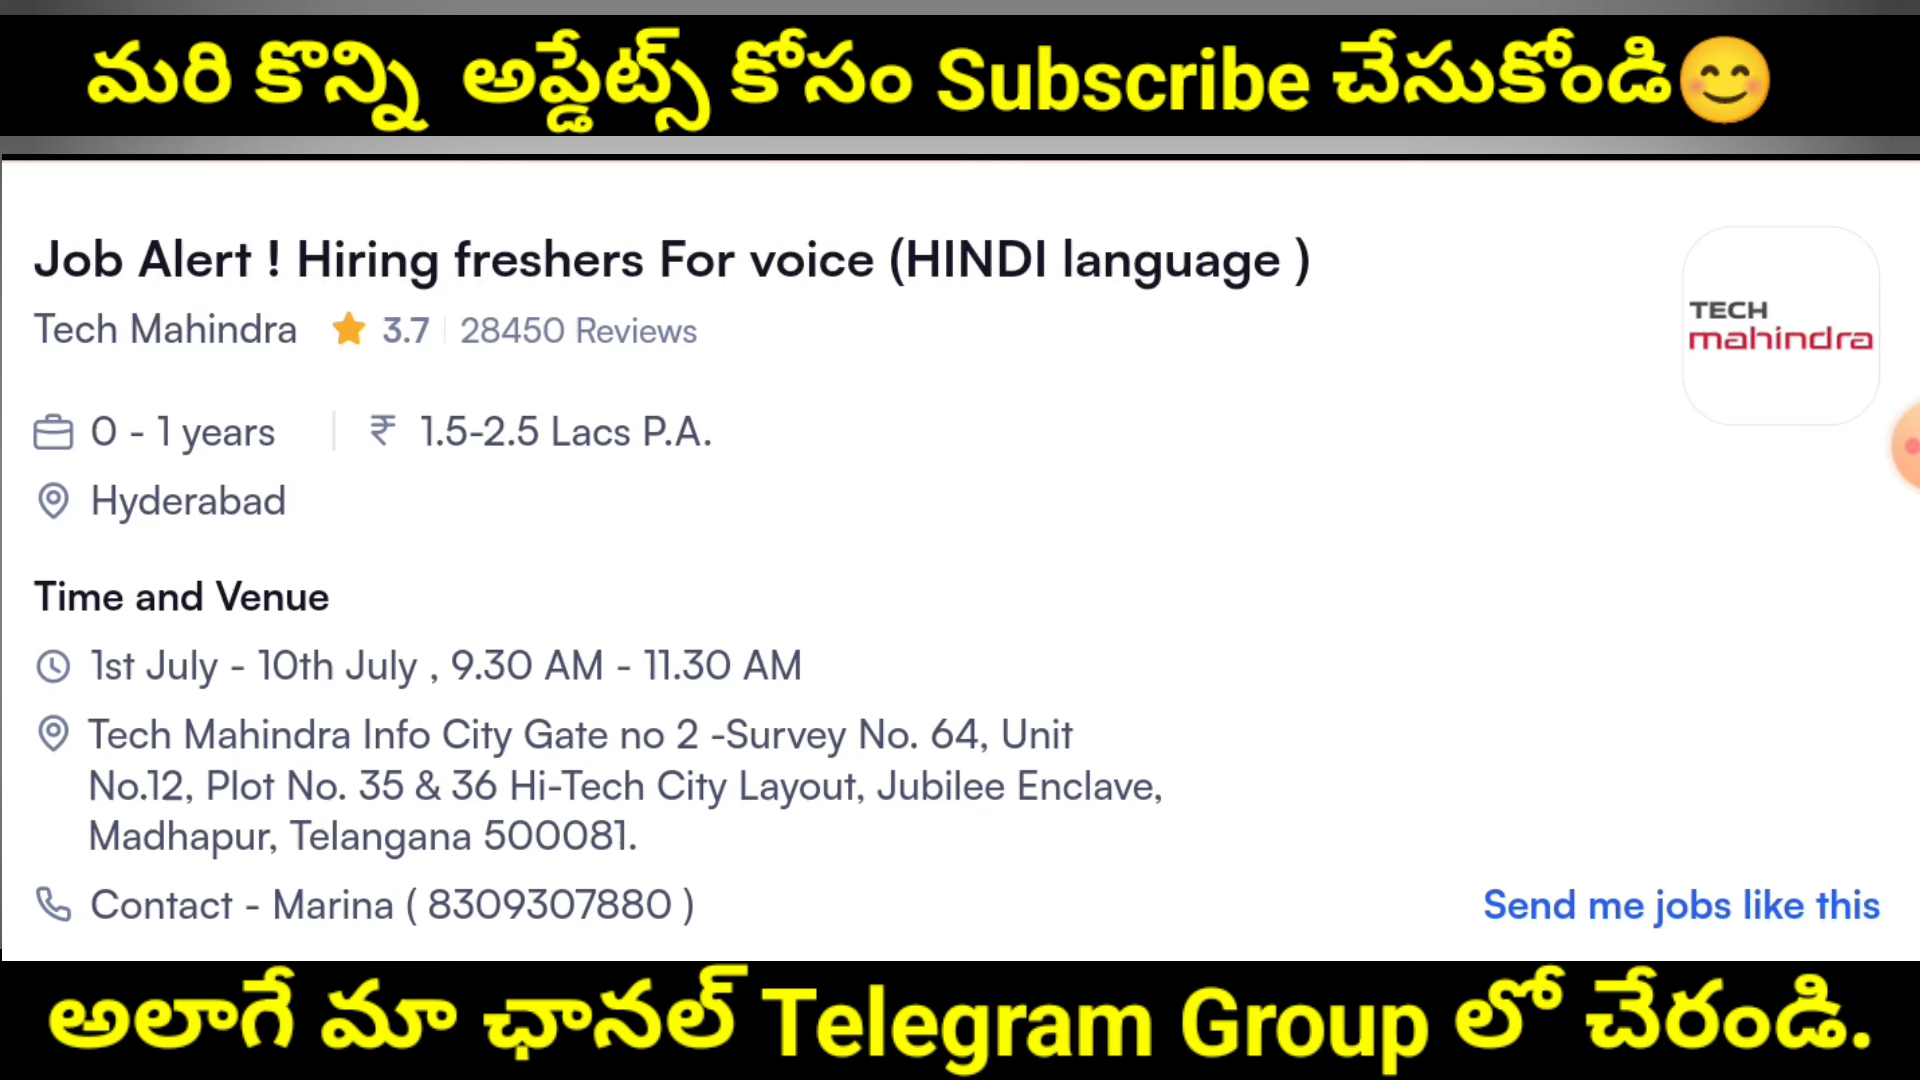 మరి కొన్ని అప్డేట్స్ కోసం Subscribe చేసుకోండి😊
Job Alert ! Hiring freshers For voice (HINDI language )
Tech Mahindra 3.7 28450 Reviews
TECH
mahindra
0 - 1 years ₹ 1.5-2.5 Lacs P.A.
Hyderabad
Time and Venue
1st July - 10th July , 9.30 AM - 11.30 AM
Tech Mahindra Info City Gate no 2 -Survey No. 64, Unit
No.12, Plot No. 35 & 36 Hi-Tech City Layout, Jubilee Enclave,
Madhapur, Telangana 500081.
Contact - Marina ( 8309307880 )
Send me jobs like this
అలాగే మా ఛానల్ Telegram Group లో చేరండి.